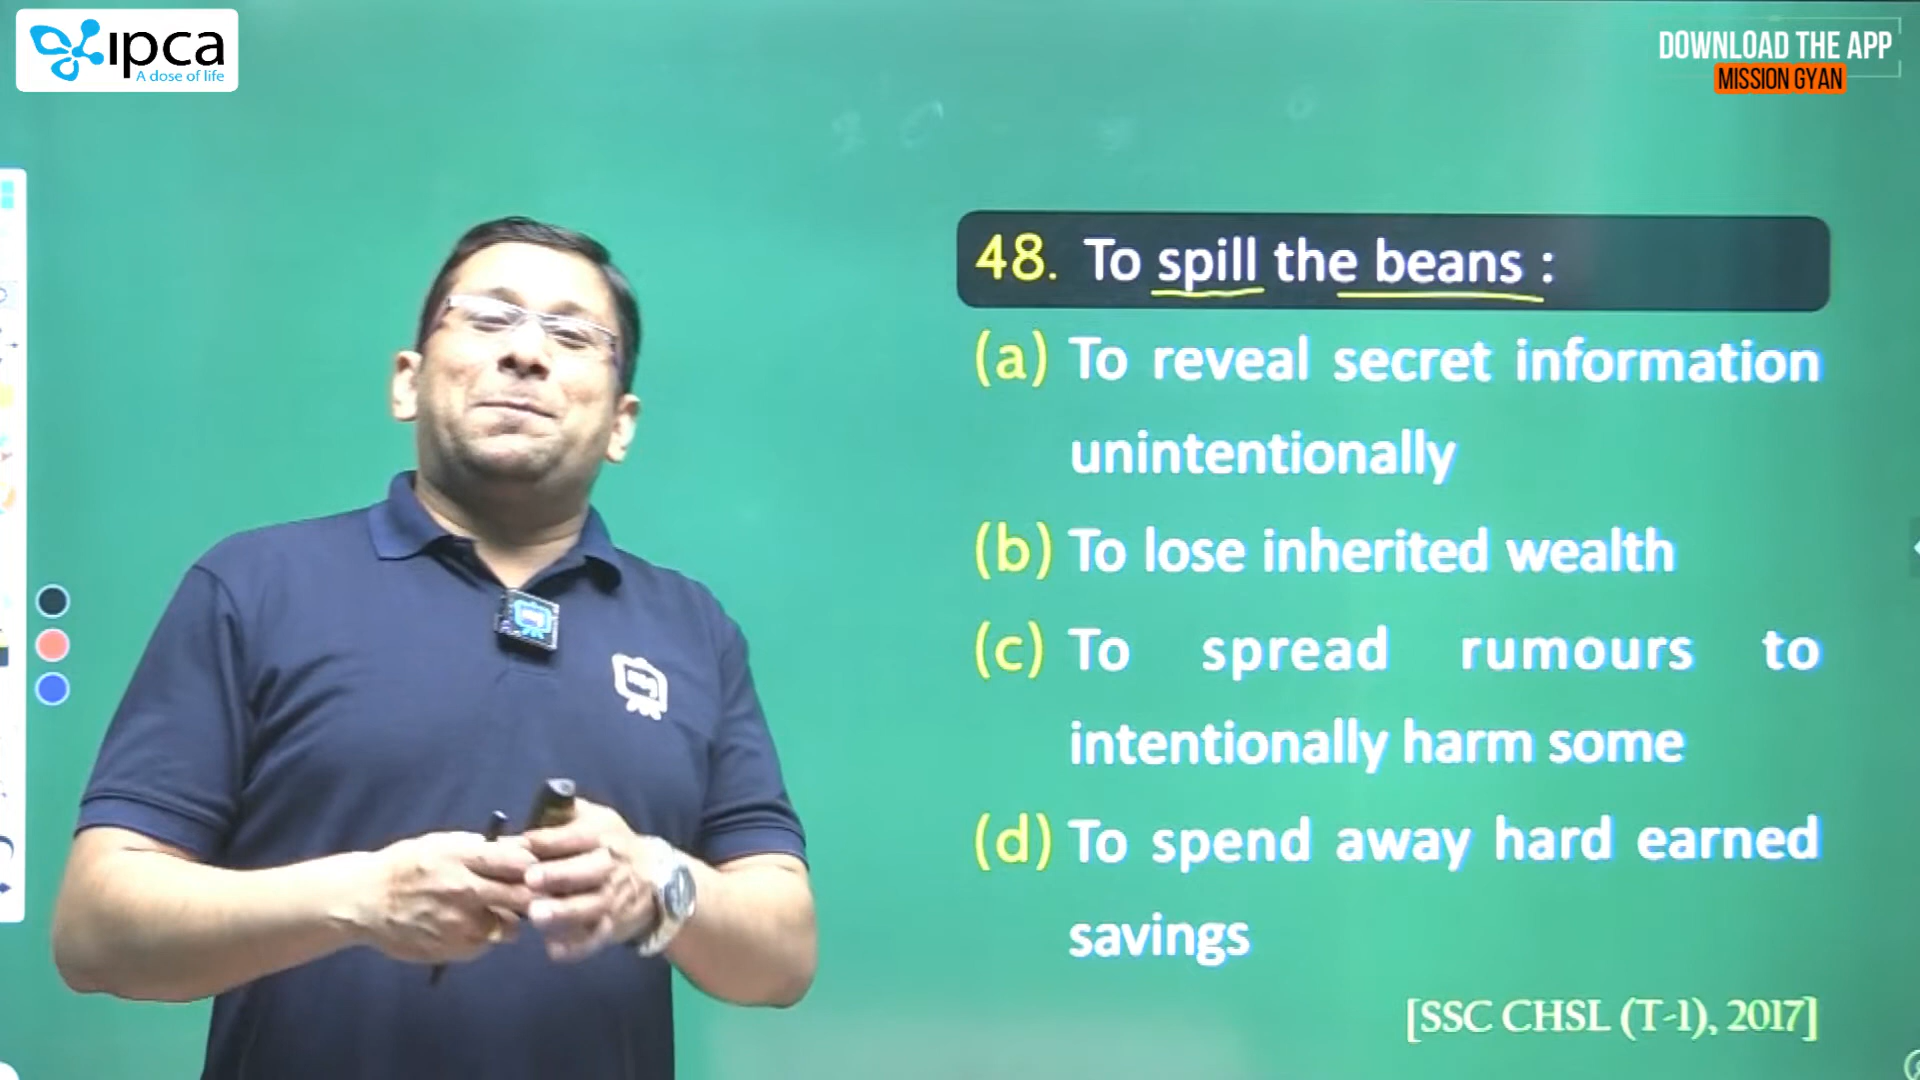 ipca
A dose of life
DOWNLOAD THE APP
MISSION GYAN
48. To spill the beans :
(a) To reveal secret information
unintentionally
(b) To lose inherited wealth
(c) To spread rumours to
intentionally harm some
(d) To spend away hard earned
savings
[SSC CHSL (T-1), 2017]